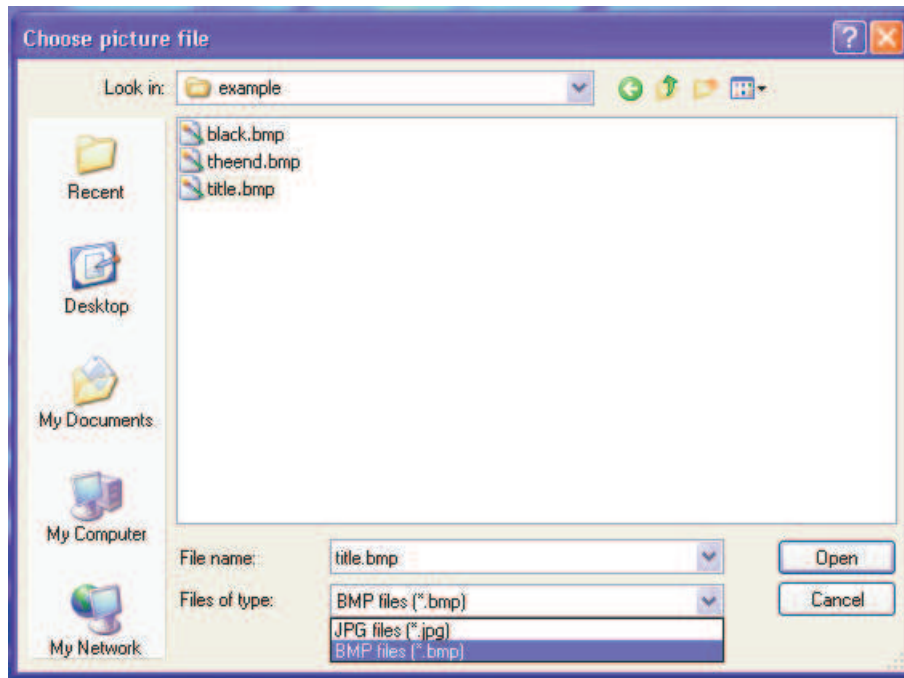 Choose picture file
?
Look in:
example
black.bmp
theend.bmp
title.bmp
Recent
Desktop
My Documents
My Computer
My Network
File name:
title.bmp
Open
Files of type:
BMP files (*.bmp)
Cancel
JPG files (*.jpg)
BMP files (*.bmp)